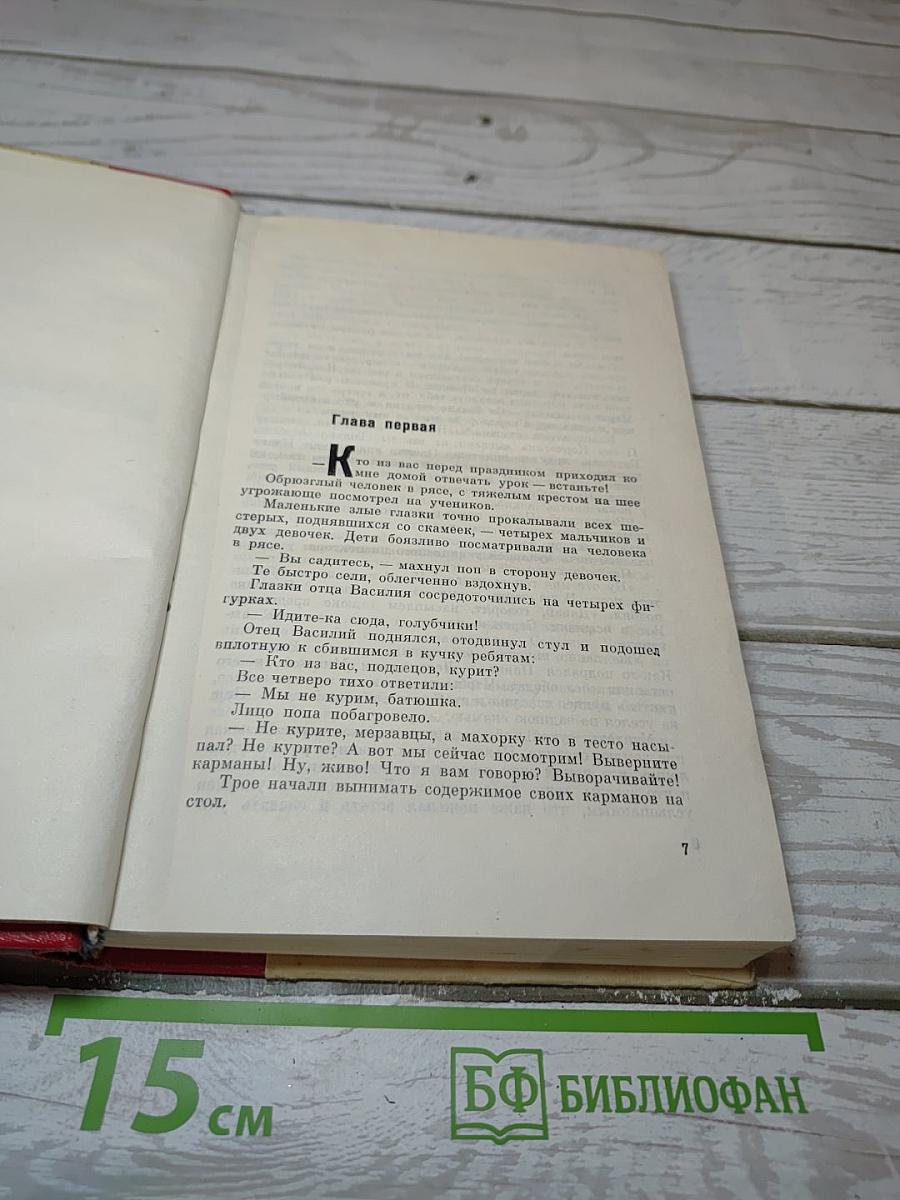 Глава первая
— Кто из вас перед праздником приходил ко
мне домой отвечать урок — встаньте!
Обрюзглый человек в рясе, с тяжелым крестом на шее
угрожающе посмотрел на учеников.
Маленькие злые глазки точно прокалывали всех ше-
стерых, поднявшихся со скамеек, — четырех мальчиков и
двух девочек. Дети боязливо посматривали на человека
в рясе.
— Вы садитесь, — махнул поп в сторону девочек.
Те быстро сели, облегченно вздохнув.
Глазки отца Василия сосредоточились на четырех фи-
гурках.
— Идите-ка сюда, голубчики!
Отец Василий поднялся, отодвинул стул и подошел
вплотную к сбившимся в кучку ребятам:
— Кто из вас, подлецов, курит?
Все четверо тихо ответили:
— Мы не курим, батюшка.
Лицо попа побагровело.
— Не курите, мерзавцы, а махорку кто в тесто насы-
пал? Не курите? А вот мы сейчас посмотрим! Выверните
карманы! Ну, живо! Что я вам говорю? Выворачивайте!
Трое начали вынимать содержимое своих карманов на
стол.
7
15 см
БФ БИБЛИОФАН